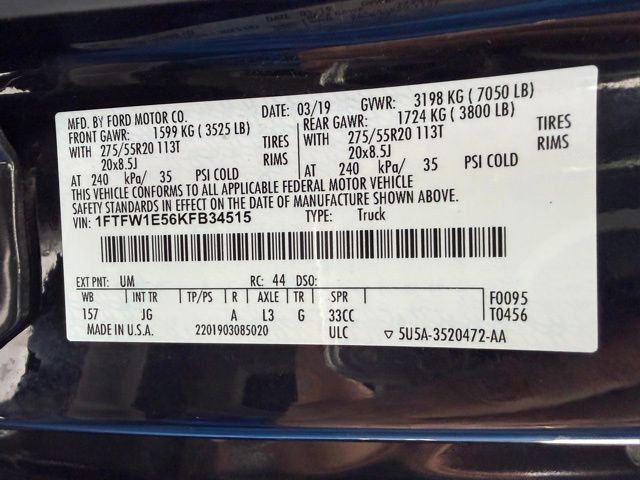 MFD. BY FORD MOTOR CO. DATE: 03/19 GVWR: 3198 KG ( 7050 LB)
FRONT GAWR: 1599 KG ( 3525 LB) REAR GAWR: 1724 KG ( 3800 LB)
WITH 275/55R20 113T TIRES WITH 275/55R20 113T TIRES
20x8.5J RIMS 20x8.5J RIMS
AT 240 kPa/ 35 PSI COLD AT 240 kPa/ 35 PSI COLD
THIS VEHICLE CONFORMS TO ALL APPLICABLE FEDERAL MOTOR VEHICLE
SAFETY STANDARDS IN EFFECT ON THE DATE OF MANUFACTURE SHOWN ABOVE.
VIN: 1FTFW1E56KFB34515 TYPE: Truck
EXT PNT: UM RC: 44 DSO:
WB INT TR TP/PS R AXLE TR SPR F0095
157 JG A L3 G 33CC T0456
MADE IN U.S.A. 2201903085020 ULC ▽ 5U5A-3520472-AA